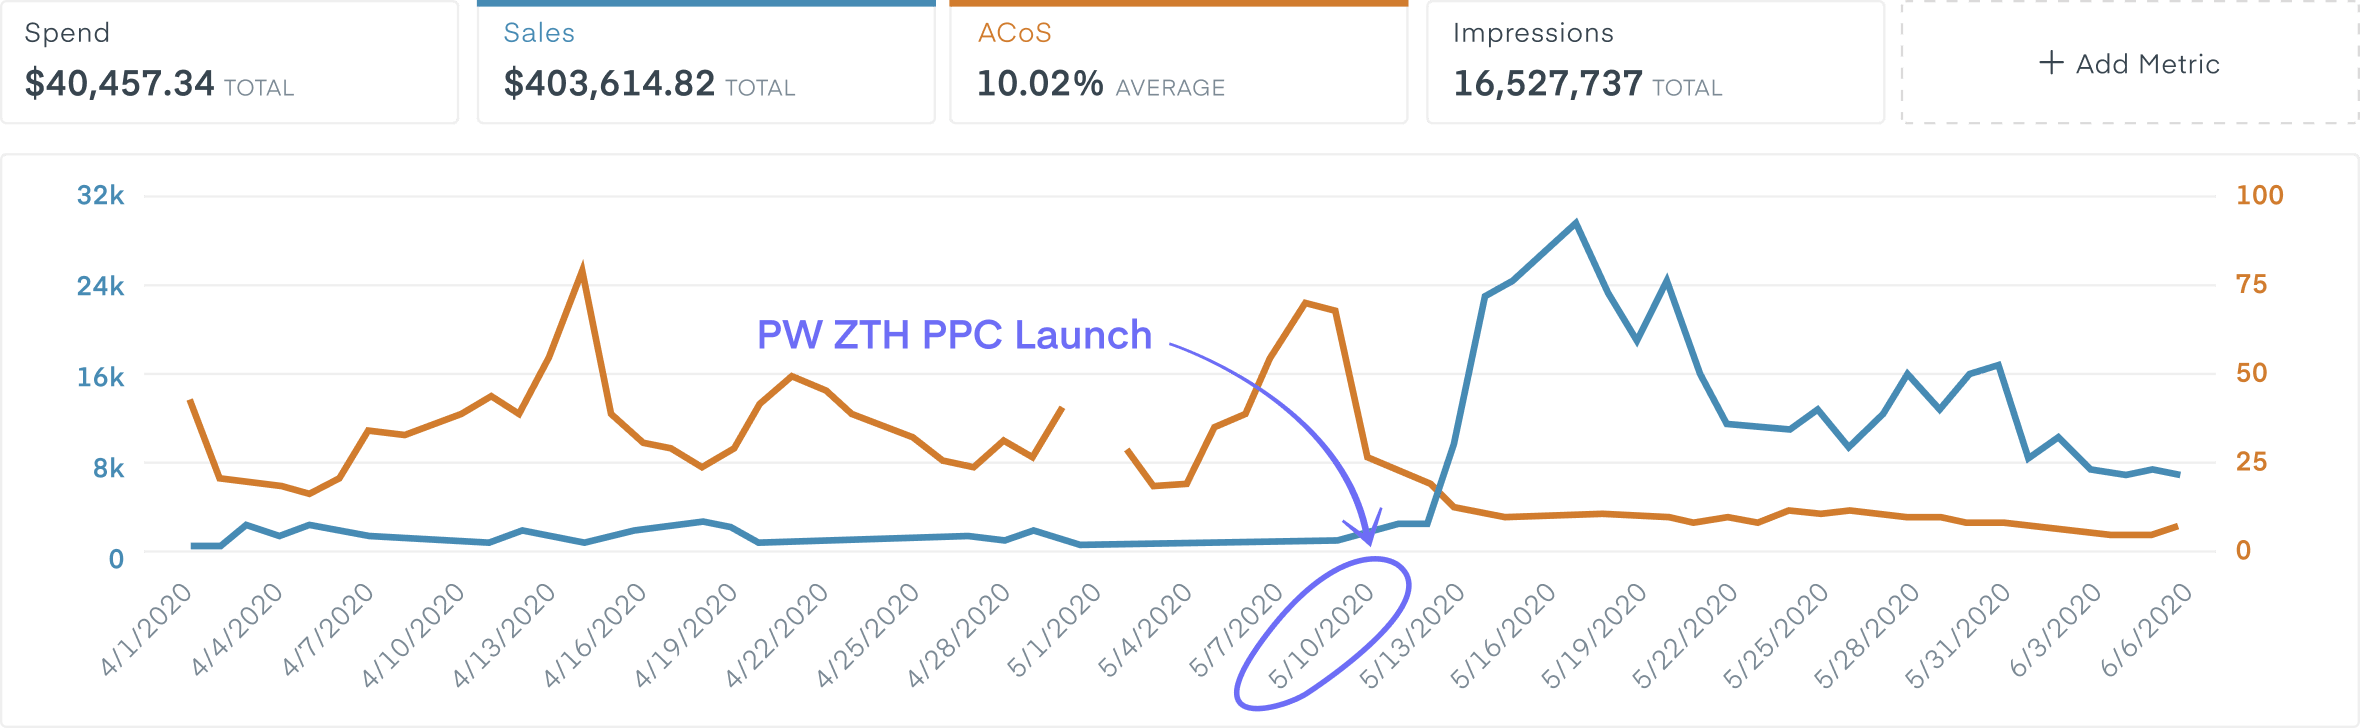 Spend
$40,457.34 TOTAL
Sales
$403,614.82 TOTAL
ACoS
10.02% AVERAGE
Impressions
16,527,737 TOTAL
+ Add Metric
32k
24k
16k
8k
0
100
75
50
25
0
PW ZTH PPC Launch
4/1/2020
4/4/2020
4/7/2020
4/10/2020
4/13/2020
4/16/2020
4/19/2020
4/22/2020
4/25/2020
4/28/2020
5/1/2020
5/4/2020
5/7/2020
5/10/2020
5/13/2020
5/16/2020
5/19/2020
5/22/2020
5/25/2020
5/28/2020
5/31/2020
6/3/2020
6/6/2020